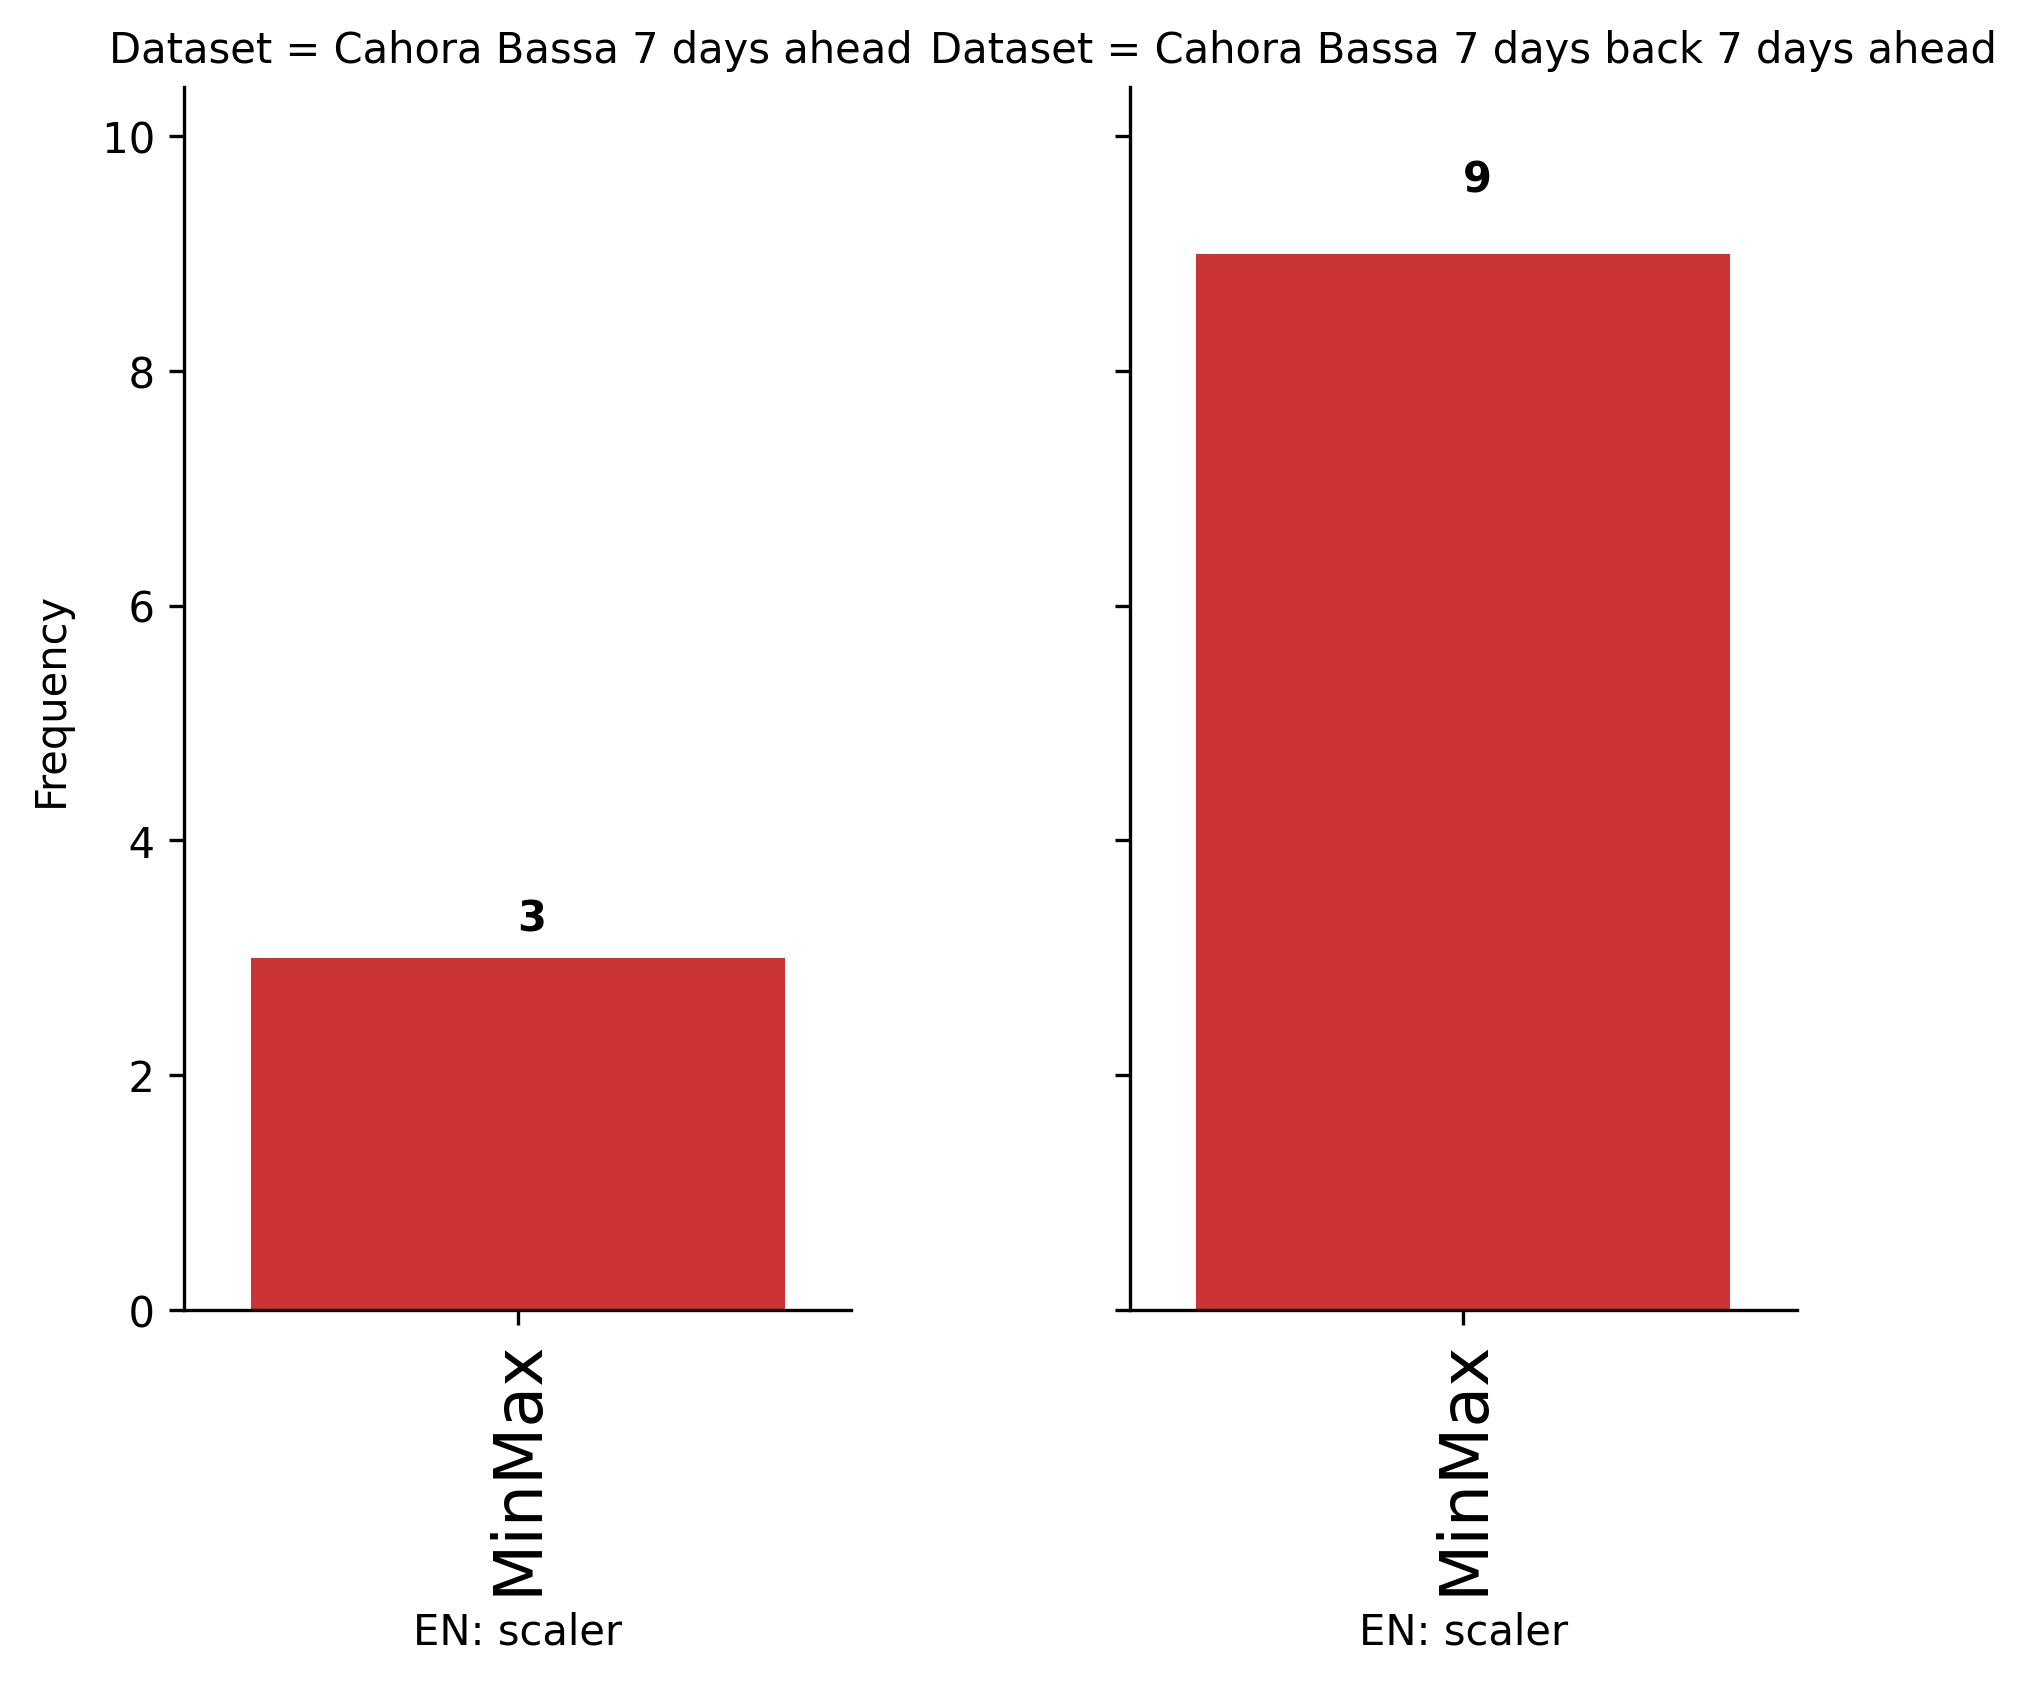 Dataset = Cahora Bassa 7 days ahead
Dataset = Cahora Bassa 7 days back 7 days ahead
Frequency
10
8
6
4
2
0
3
9
MinMax
MinMax
EN: scaler
EN: scaler